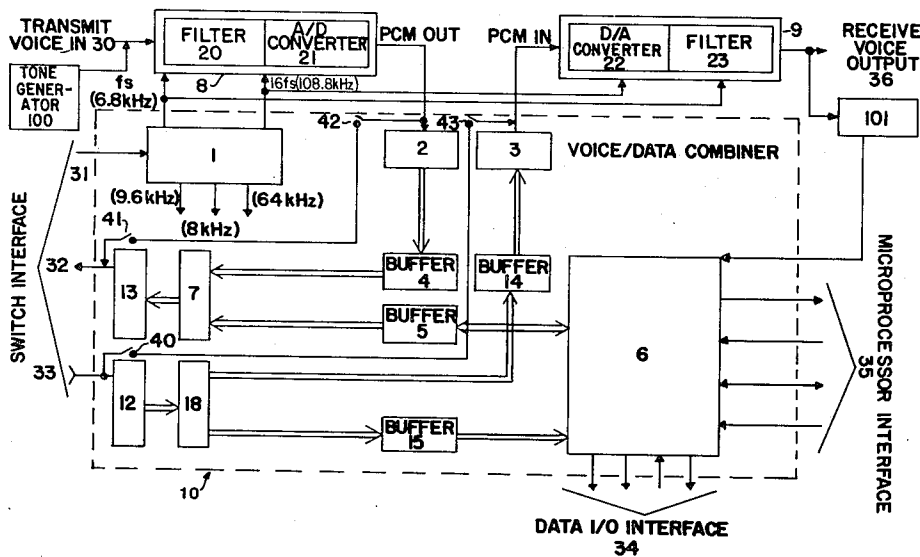 TRANSMIT
VOICE IN 30
FILTER
20
A/D
CONVERTER
21
8
PCM OUT
PCM IN
D/A
CONVERTER
22
FILTER
23
9
RECEIVE
VOICE
OUTPUT
36
TONE
GENER-
ATOR
100
fs
(6.8kHz)
16fs(108.8kHz)
42
43
101
31
1
2
3
VOICE/DATA COMBINER
(9.6kHz)
(8kHz)
(64kHz)
41
SWITCH INTERFACE
32
13
7
BUFFER
4
BUFFER
14
BUFFER
5
6
MICROPROCESSOR INTERFACE
35
40
33
12
18
BUFFER
15
10
DATA I/O INTERFACE
34